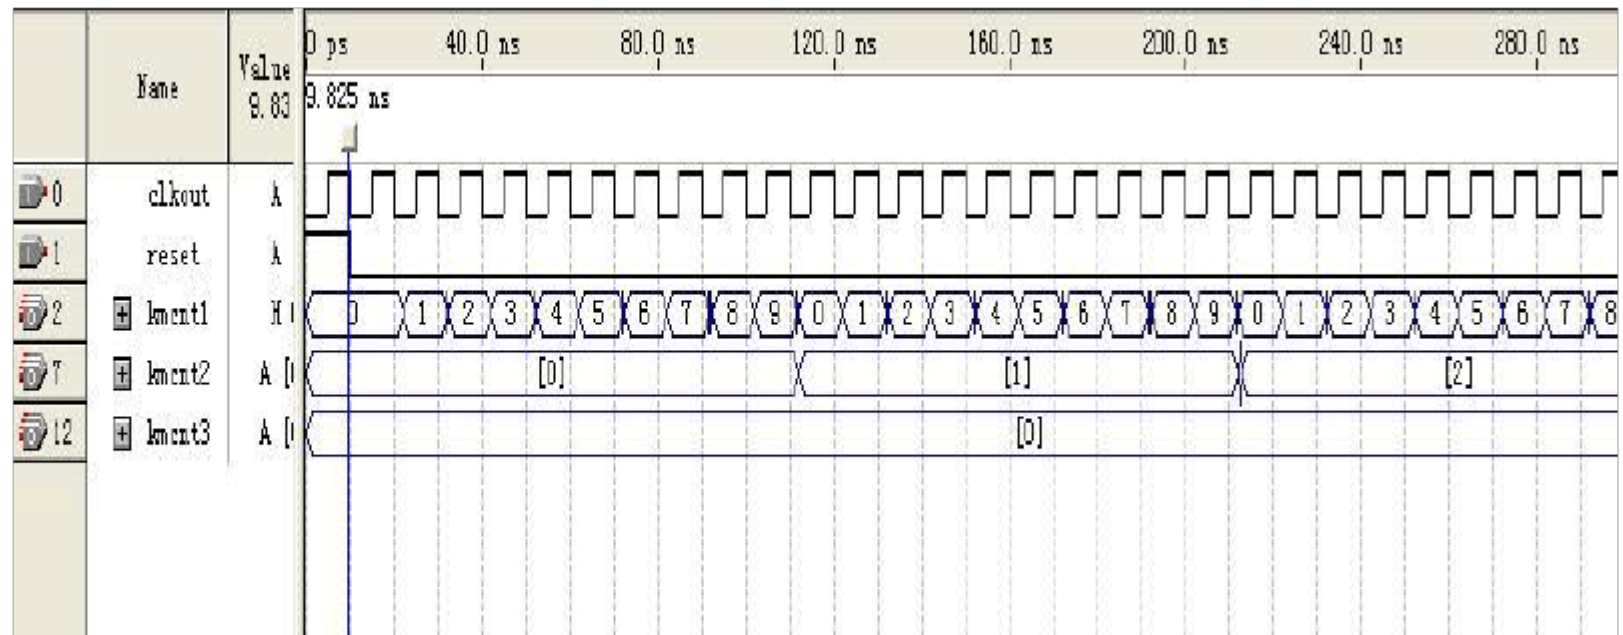 Name
Value
9.83
0 ps 40.0 ns 80.0 ns 120.0 ns 160.0 ns 200.0 ns 240.0 ns 280.0 ns
9.825 ns
0 clkout A
1 reset A
2 kmcnt1 H 0 1 2 3 4 5 6 7 8 9 0 1 2 3 4 5 6 7 8 9 0 1 2 3 4 5 6 7 8
7 kmcnt2 A [ [0] [1] [2]
12 kmcnt3 A [ [0]